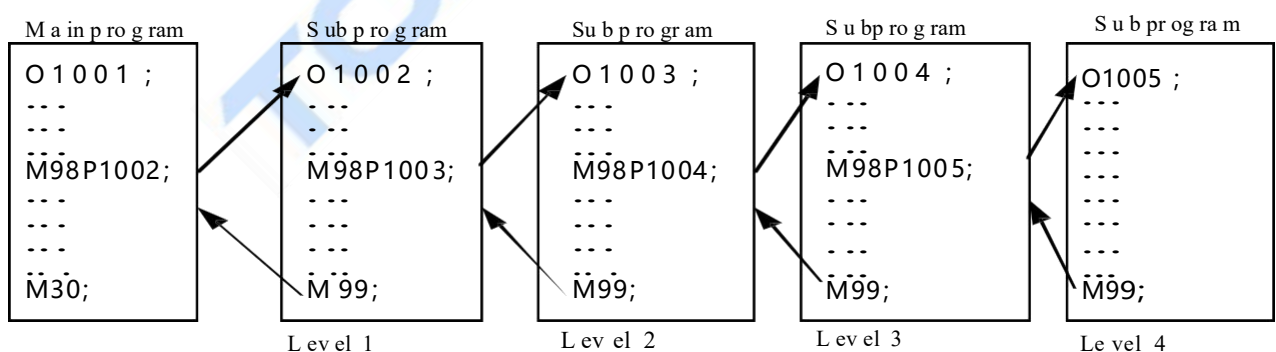 Main program
O1001 ;
- - -
- - -
- - -
M98P1002;
- - -
- - -
- - -
- - -
M30;
Subprogram
O1002 ;
- - -
- - -
- - -
M98P1003;
- - -
- - -
- - -
- - -
M99;
Level 1
Subprogram
O1003 ;
- - -
- - -
- - -
M98P1004;
- - -
- - -
- - -
- - -
M99;
Level 2
Subprogram
O1004 ;
- - -
- - -
- - -
M98P1005;
- - -
- - -
- - -
- - -
M99;
Level 3
Subprogram
O1005 ;
- - -
- - -
- - -
- - -
- - -
- - -
- - -
- - -
M99;
Level 4